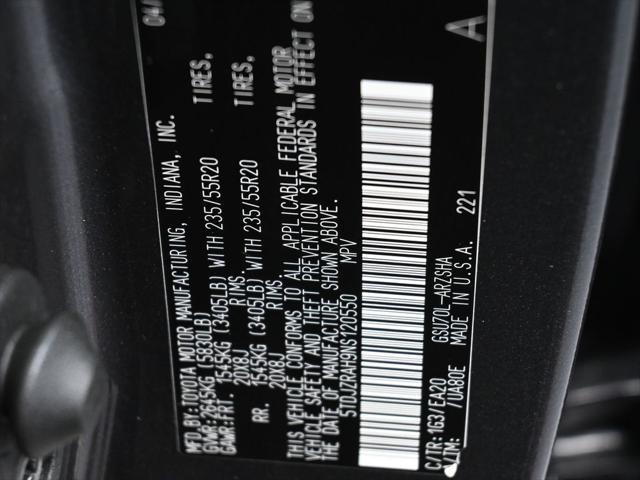 04/
MFD.BY:TOYOTA MOTOR MANUFACTURING, INDIANA, INC.
GVWR:2645KG (5830LB)
GAWR:FRT. 1545KG (3405LB) WITH 235/55R20 TIRES,
20X8J RIMS.
RR. 1545KG (3405LB) WITH 235/55R20 TIRES,
20X8J RIMS.
THIS VEHICLE CONFORMS TO ALL APPLICABLE FEDERAL MOTOR
VEHICLE SAFETY AND THEFT PREVENTION STANDARDS IN EFFECT ON
THE DATE OF MANUFACTURE SHOWN ABOVE.
5TDJZRAH9NS120550 MPV
C/TR:1G3/EA20 GSU70L-ARZSHA A
/UA80E MADE IN U.S.A. 221